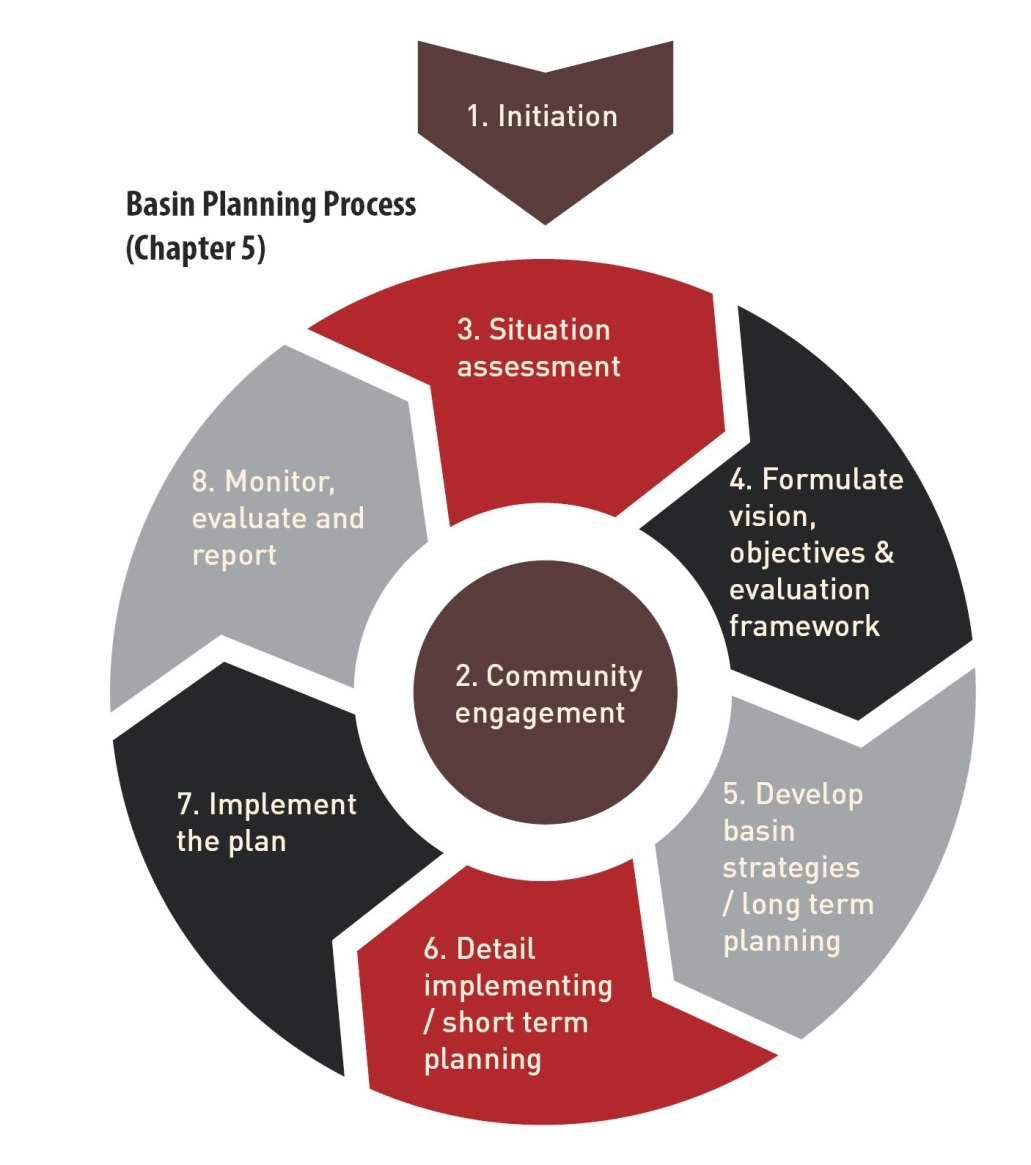 1. Initiation
Basin Planning Process
(Chapter 5)
3. Situation
assessment
4. Formulate
vision,
objectives &
evaluation
framework
8. Monitor,
evaluate and
report
2. Community
engagement
5. Develop
basin
strategies
/ long term
planning
7. Implement
the plan
6. Detail
implementing
/ short term
planning